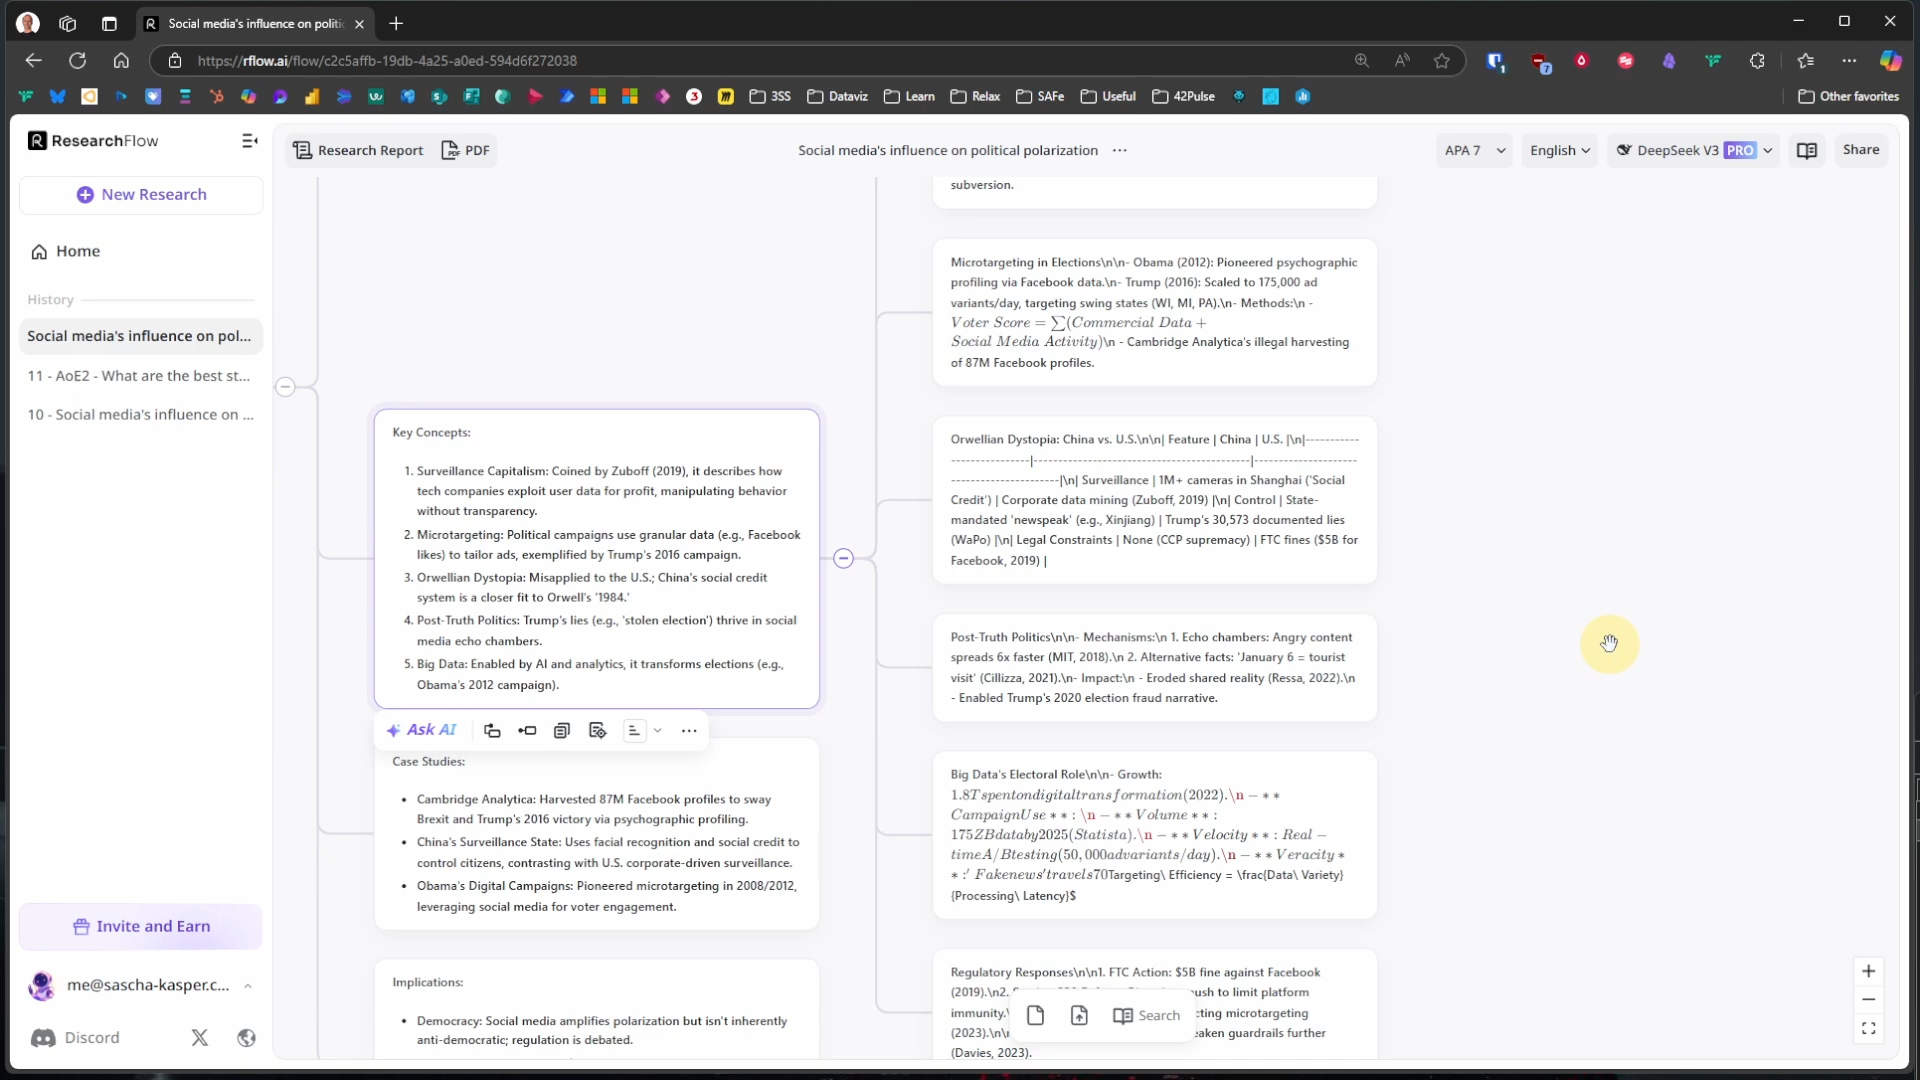 Social media's influence on politic
https://rflow.ai/flow/c2c5affb-19db-4a25-a0ed-594d6f272038
3SS
Dataviz
Learn
Relax
SAFe
Useful
42Pulse
Other favorites
ResearchFlow
Research Report
PDF
Social media's influence on political polarization
APA 7
English
DeepSeek V3 PRO
Share
New Research
Home
History
Social media's influence on pol...
11 - AoE2 - What are the best st...
10 - Social media's influence on ...
Invite and Earn
me@sascha-kasper.c...
Discord
Key Concepts:
1. Surveillance Capitalism: Coined by Zuboff (2019), it describes how
tech companies exploit user data for profit, manipulating behavior
without transparency.
2. Microtargeting: Political campaigns use granular data (e.g., Facebook
likes) to tailor ads, exemplified by Trump's 2016 campaign.
3. Orwellian Dystopia: Misapplied to the U.S.; China's social credit
system is a closer fit to Orwell's '1984.'
4. Post-Truth Politics: Trump's lies (e.g., 'stolen election') thrive in social
media echo chambers.
5. Big Data: Enabled by AI and analytics, it transforms elections (e.g.,
Obama's 2012 campaign).
Ask AI
Case Studies:
• Cambridge Analytica: Harvested 87M Facebook profiles to sway
Brexit and Trump's 2016 victory via psychographic profiling.
• China's Surveillance State: Uses facial recognition and social credit to
control citizens, contrasting with U.S. corporate-driven surveillance.
• Obama's Digital Campaigns: Pioneered microtargeting in 2008/2012,
leveraging social media for voter engagement.
Implications:
• Democracy: Social media amplifies polarization but isn't inherently
anti-democratic; regulation is debated.
subversion.
Microtargeting in Elections\n\n- Obama (2012): Pioneered psychographic
profiling via Facebook data.\n- Trump (2016): Scaled to 175,000 ad
variants/day, targeting swing states (WI, MI, PA).\n- Methods:\n -
Voter Score = ∑(Commercial Data +
Social Media Activity)\n - Cambridge Analytica's illegal harvesting
of 87M Facebook profiles.
Orwellian Dystopia: China vs. U.S.\n\n| Feature | China | U.S. |\n|-----------
-----------------|--------------------------------------------|---------------------
----------------------|\n| Surveillance | 1M+ cameras in Shanghai ('Social
Credit') | Corporate data mining (Zuboff, 2019) |\n| Control | State-
mandated 'newspeak' (e.g., Xinjiang) | Trump's 30,573 documented lies
(WaPo) |\n| Legal Constraints | None (CCP supremacy) | FTC fines ($5B for
Facebook, 2019) |
Post-Truth Politics\n\n- Mechanisms:\n 1. Echo chambers: Angry content
spreads 6x faster (MIT, 2018).\n 2. Alternative facts: 'January 6 = tourist
visit' (Cillizza, 2021).\n- Impact:\n - Eroded shared reality (Ressa, 2022).\n
- Enabled Trump's 2020 election fraud narrative.
Big Data's Electoral Role\n\n- Growth:
1.8Tspentondigitaltransformation(2022).\n - **
CampaignUse ** : \n - **Volume ** :
175ZBdataby2025(Statista).\n - **Velocity ** : Real -
timeA/Btesting(50,000advariants/day).\n - **Veracity *
* :' Fakenews'travels70Targeting\ Efficiency = \frac{Data\ Variety}
{Processing\ Latency}$
Regulatory Responses\n\n1. FTC Action: $5B fine against Facebook
(2019).\n2. ush to limit platform
immunity. cting microtargeting
(2023).\n\ eaken guardrails further
(Davies, 2023).
Search